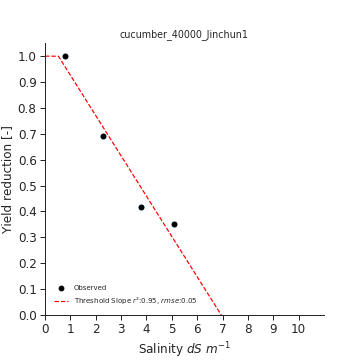 cucumber_40000_Jinchun1
Yield reduction [-]
1.0
0.9
0.8
0.7
0.6
0.5
0.4
0.3
0.2
0.1
0.0
Observed
Threshold Slope r²:0.95, rmse:0.05
0 1 2 3 4 5 6 7 8 9 10
Salinity dS m⁻¹